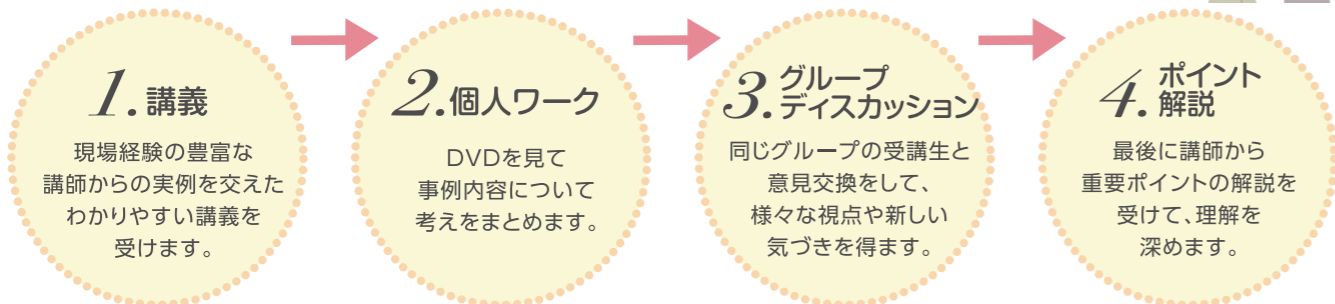 1.講義
現場経験の豊富な
講師からの実例を交えた
わかりやすい講義を
受けます。
2.個人ワーク
DVDを見て
事例内容について
考えをまとめます。
3.グループ
ディスカッション
同じグループの受講生と
意見交換をして、
様々な視点や新しい
気づきを得ます。
4.ポイント
解説
最後に講師から
重要ポイントの解説を
受けて、理解を
深めます。